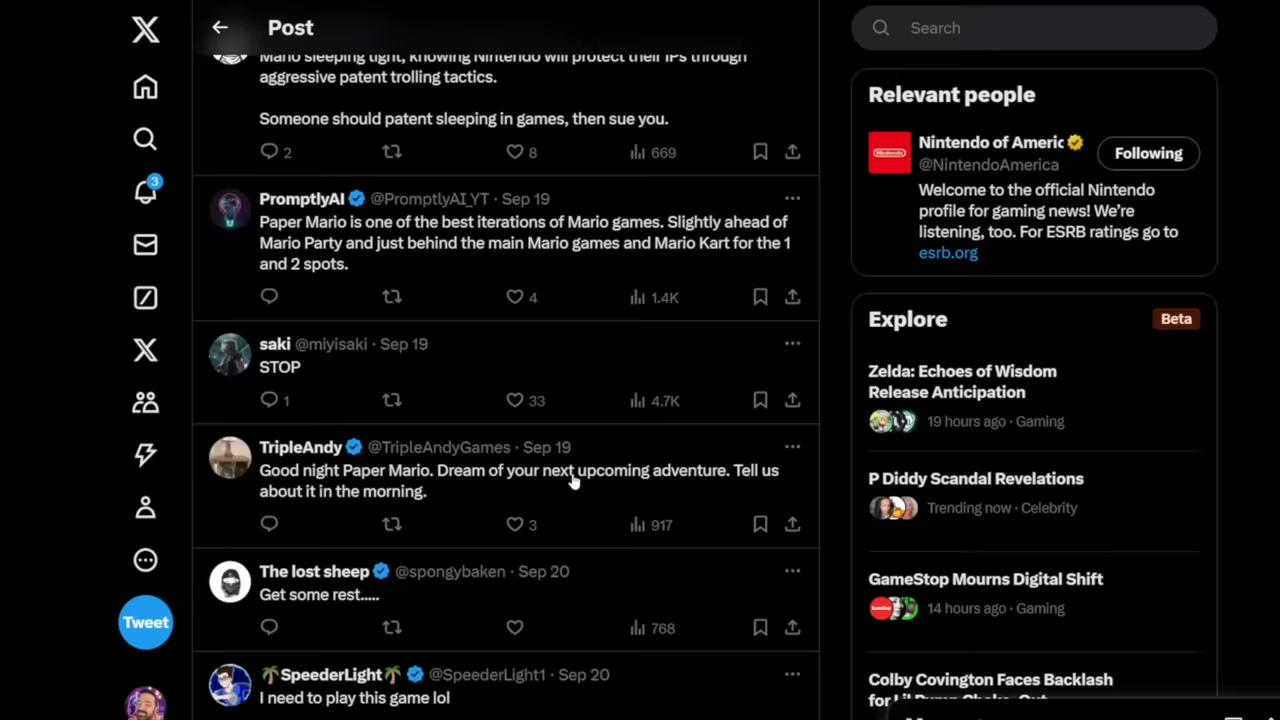 Post
Mario sleeping tight, knowing Nintendo will protect their IPs through
aggressive patent trolling tactics.
Someone should patent sleeping in games, then sue you.
2 8 669
PromptlyAI @PromptlyAI_YT · Sep 19
Paper Mario is one of the best iterations of Mario games. Slightly ahead of
Mario Party and just behind the main Mario games and Mario Kart for the 1
and 2 spots.
4 1.4K
saki @miyisaki · Sep 19
STOP
1 33 4.7K
TripleAndy @TripleAndyGames · Sep 19
Good night Paper Mario. Dream of your next upcoming adventure. Tell us
about it in the morning.
3 917
The lost sheep @spongybaken · Sep 20
Get some rest.....
768
🌴SpeederLight🌴 @SpeederLight1 · Sep 20
I need to play this game lol
3
Tweet
Search
Relevant people
Nintendo of Americ
@NintendoAmerica
Following
Welcome to the official Nintendo
profile for gaming news! We're
listening, too. For ESRB ratings go to
esrb.org
Explore
Beta
Zelda: Echoes of Wisdom
Release Anticipation
19 hours ago · Gaming
P Diddy Scandal Revelations
Trending now · Celebrity
GameStop Mourns Digital Shift
14 hours ago · Gaming
Colby Covington Faces Backlash
for Lil Pump Choke-Out